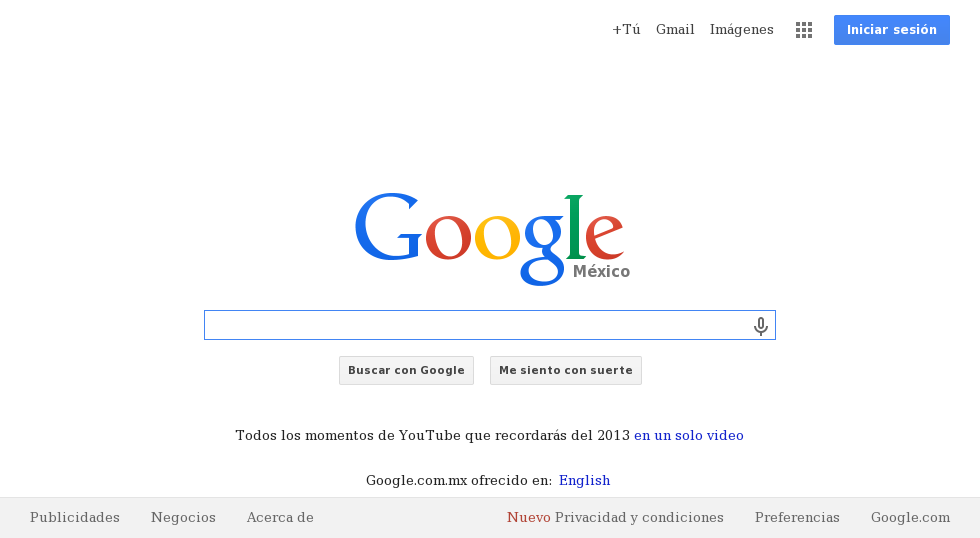 +Tú Gmail Imágenes Iniciar sesión
Google
México
Buscar con Google Me siento con suerte
Todos los momentos de YouTube que recordarás del 2013 en un solo video
Google.com.mx ofrecido en: English
Publicidades Negocios Acerca de Nuevo Privacidad y condiciones Preferencias Google.com